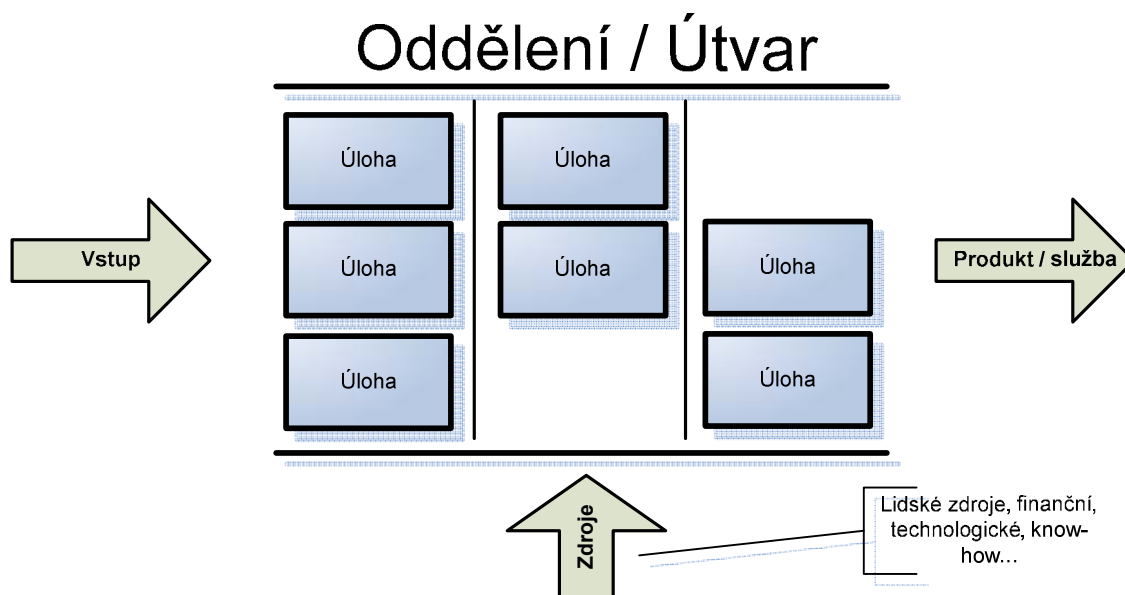 Oddělení / Útvar
Úloha
Úloha
Úloha
Úloha
Vstup
Úloha
Úloha
Produkt / služba
Úloha
Úloha
Zdroje
Lidské zdroje, finanční,
technologické, know-
how...